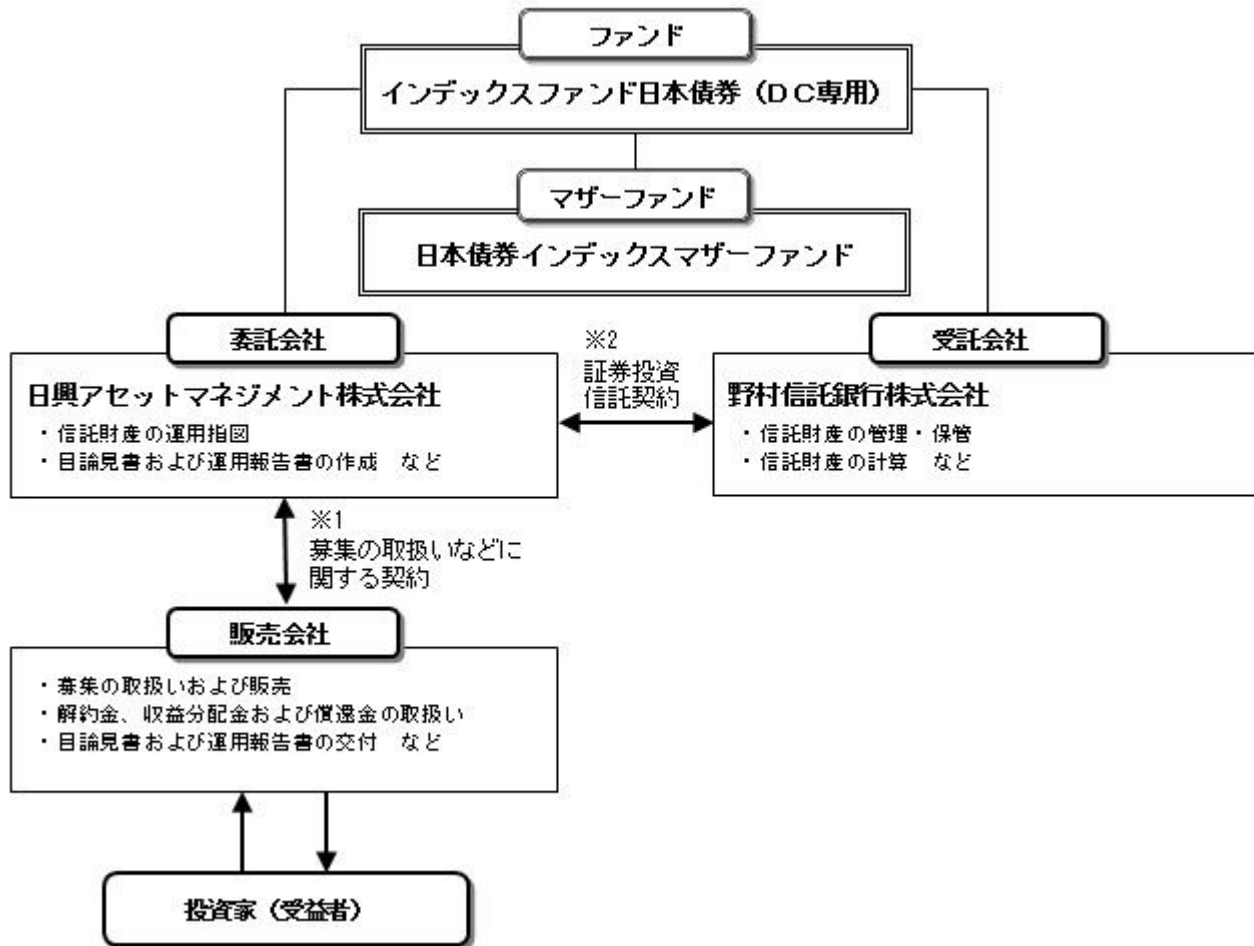 ファンド
インデックスファンド日本債券（ＤＣ専用）
マザーファンド
日本債券インデックスマザーファンド
委託会社
日興アセットマネジメント株式会社
・信託財産の運用指図
・目論見書および運用報告書の作成　など
※2
証券投資
信託契約
受託会社
野村信託銀行株式会社
・信託財産の管理・保管
・信託財産の計算　など
※1
募集の取扱いなどに
関する契約
販売会社
・募集の取扱いおよび販売
・解約金、収益分配金および償還金の取扱い
・目論見書および運用報告書の交付　など
投資家（受益者）